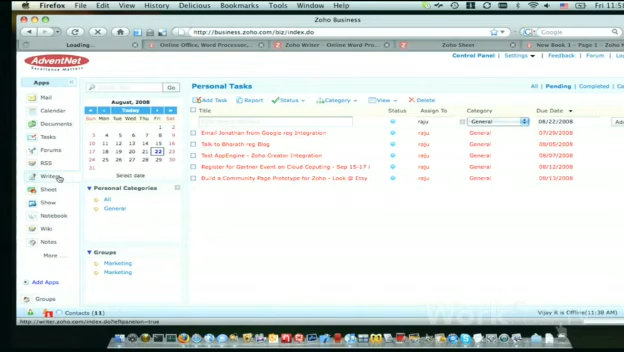 Firefox File Edit View History Delicious Bookmarks Tools Window Help
Zoho Business
http://business.zoho.com/biz/index.do
Google
Loading...
Online Office, Word Processor,...
Zoho Writer - Online Word Pro...
Zoho Sheet
New Book 1 - Page 1 - Zoho N
AdventNet
Control Panel Settings Feedback Forum
Apps
Mail
Calendar
Documents
Tasks
Forums
RSS
Writer
Sheet
Show
Notebook
Wiki
Notes
More ...
Add Apps
Groups
Go
August, 2008
Today
Sun Mon Tue Wed Thu Fri Sat
1 2
3 4 5 6 7 8 9
10 11 12 13 14 15 16
17 18 19 20 21 22 23
24 25 26 27 28 29 30
31
Select date
Personal Categories
All
General
Groups
Marketing
Marketing
Personal Tasks
All | Pending | Completed
Add Task Report Status Category View Delete
Title Status Assign To Category Due Date
raju General 08/22/2008 Ad
Email Jonathan from Google reg Integration raju General 07/28/2008
Talk to Bharath reg Blog raju General 08/05/2008
Test AppEngine - Zoho Creator Integration raju General 08/13/2008
Register for Gartner Event on Cloud Computing - Sep 15-17 raju General 08/15/2008
Build a Community Page Prototype for Zoho - Look @ Etsy raju General 08/13/2008
Contacts (11)
Vijay R is Offline(11:38 AM)
http://writer.zoho.com/index.do?leftpanelon=true